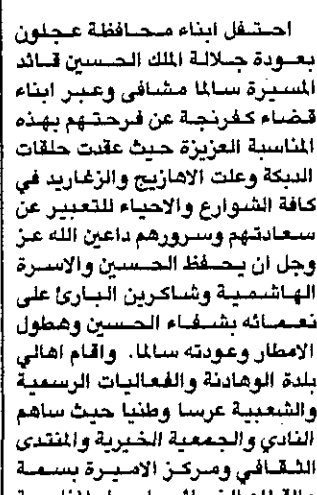 احتفل ابناء محافظة عجلون
بعودة جلالة الملك الحسين قائد
المسيرة سالما مشافى وعبر ابناء
قضاء كفرنجة عن فرحتهم بهذه
المناسبة العزيزة حيث عقدت حلقات
الدبكة وعلت الاهازيج والزغاريد في
كافة الشوارع والاحياء للتعبير عن
سعادتهم وسرورهم داعين الله عز
وجل ان يحفظ الحسين والاسرة
الهاشمية وشاكرين البارئ على
نعمائه بشفاء الحسين وهطول
الامطار وعودته سالما. واقام اهالي
بلدة الوهادنة والفعاليات الرسمية
والشعبية عرسا وطنيا حيث ساهم
النادي والجمعية الخيرية والمنتدى
الثقافي ومركز الاميرة بسمة